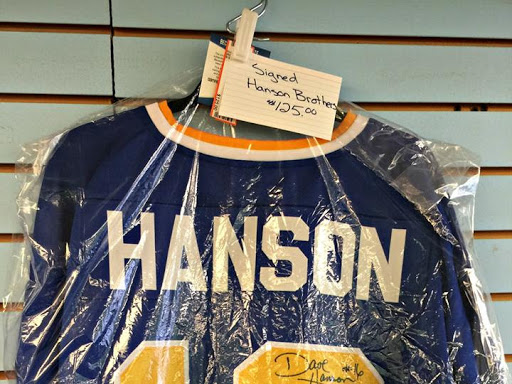 Signed
Hanson Brothers
$125.00
HANSON
Dave #16
Hanson